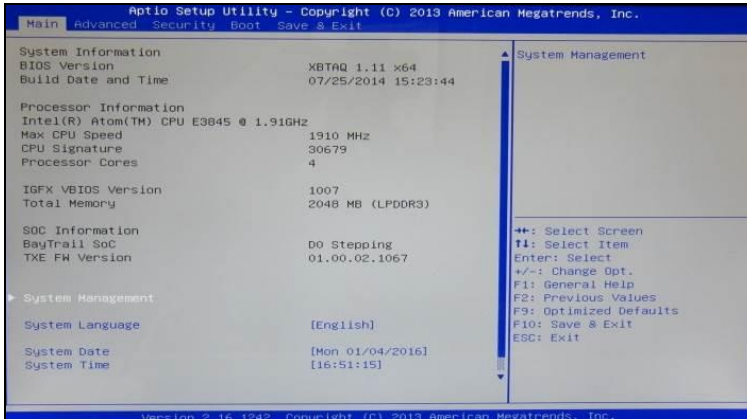 Aptio Setup Utility – Copyright (C) 2013 American Megatrends, Inc.
Main Advanced Security Boot Save & Exit
System Information
BIOS Version XBTAQ 1.11 x64
Build Date and Time 07/25/2014 15:23:44
Processor Information
Intel(R) Atom(TM) CPU E3845 @ 1.91GHz
Max CPU Speed 1910 MHz
CPU Signature 30679
Processor Cores 4
IGFX VBIOS Version 1007
Total Memory 2048 MB (LPDDR3)
SOC Information
BayTrail SoC D0 Stepping
TXE FW Version 01.00.02.1067
► System Management
System Language [English]
System Date [Mon 01/04/2016]
System Time [16:51:15]
System Management
→←: Select Screen
↑↓: Select Item
Enter: Select
+/-: Change Opt.
F1: General Help
F2: Previous Values
F9: Optimized Defaults
F10: Save & Exit
ESC: Exit
Version 2.16.1242. Copyright (C) 2013 American Megatrends, Inc.